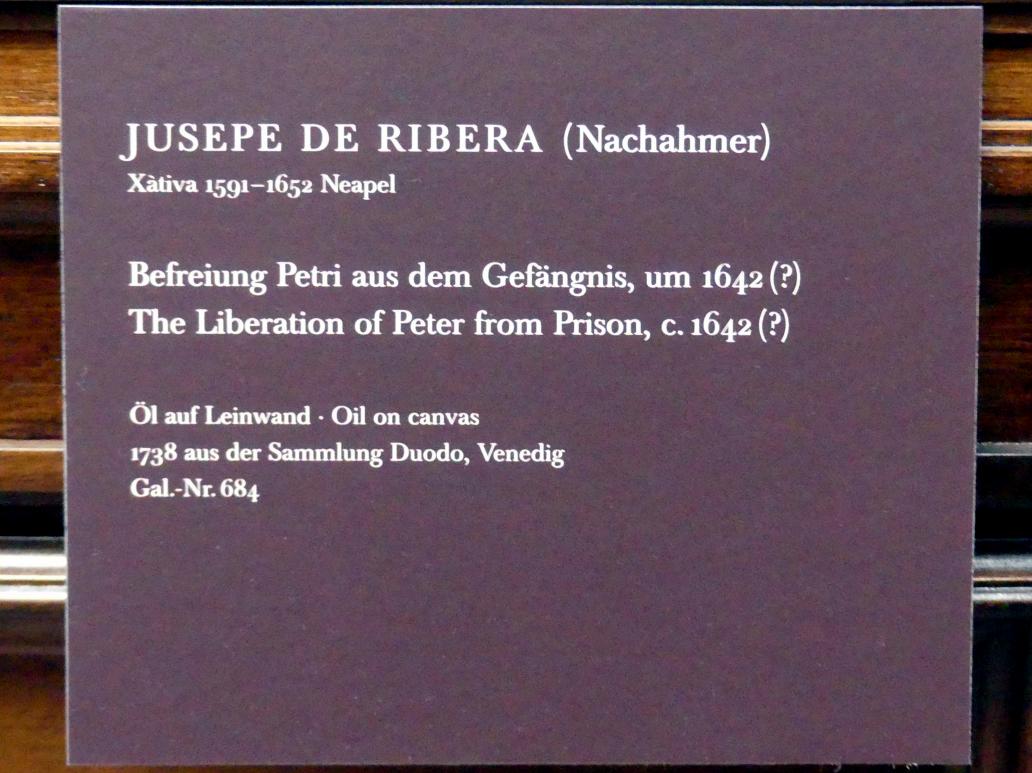 JUSEPE DE RIBERA (Nachahmer)
Xàtiva 1591–1652 Neapel
Befreiung Petri aus dem Gefängnis, um 1642 (?)
The Liberation of Peter from Prison, c. 1642 (?)
Öl auf Leinwand · Oil on canvas
1738 aus der Sammlung Duodo, Venedig
Gal.-Nr. 684